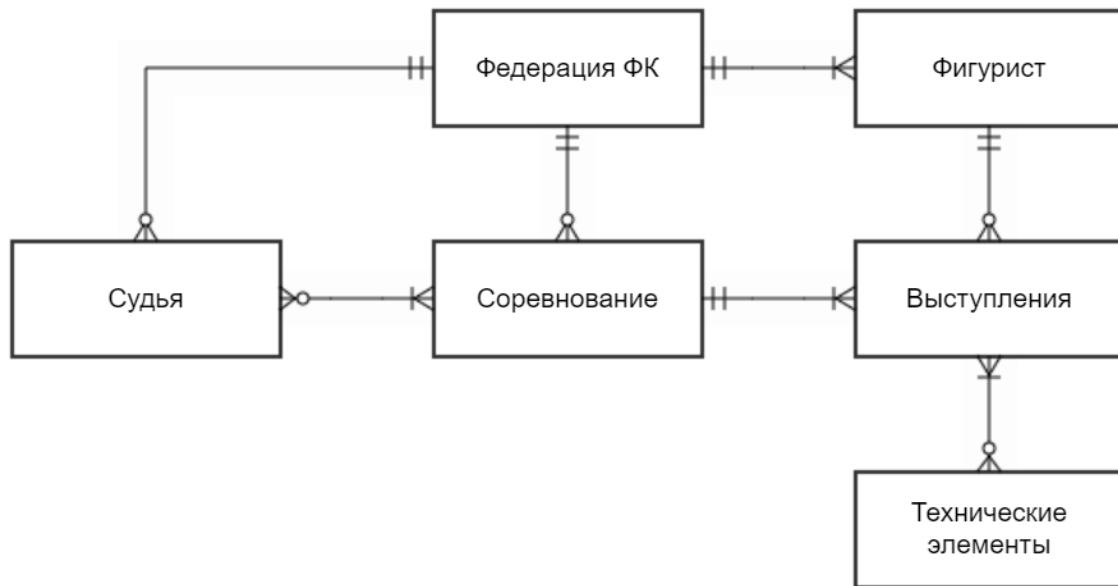 Федерация ФК
Фигурист
Судья
Соревнование
Выступления
Технические
элементы